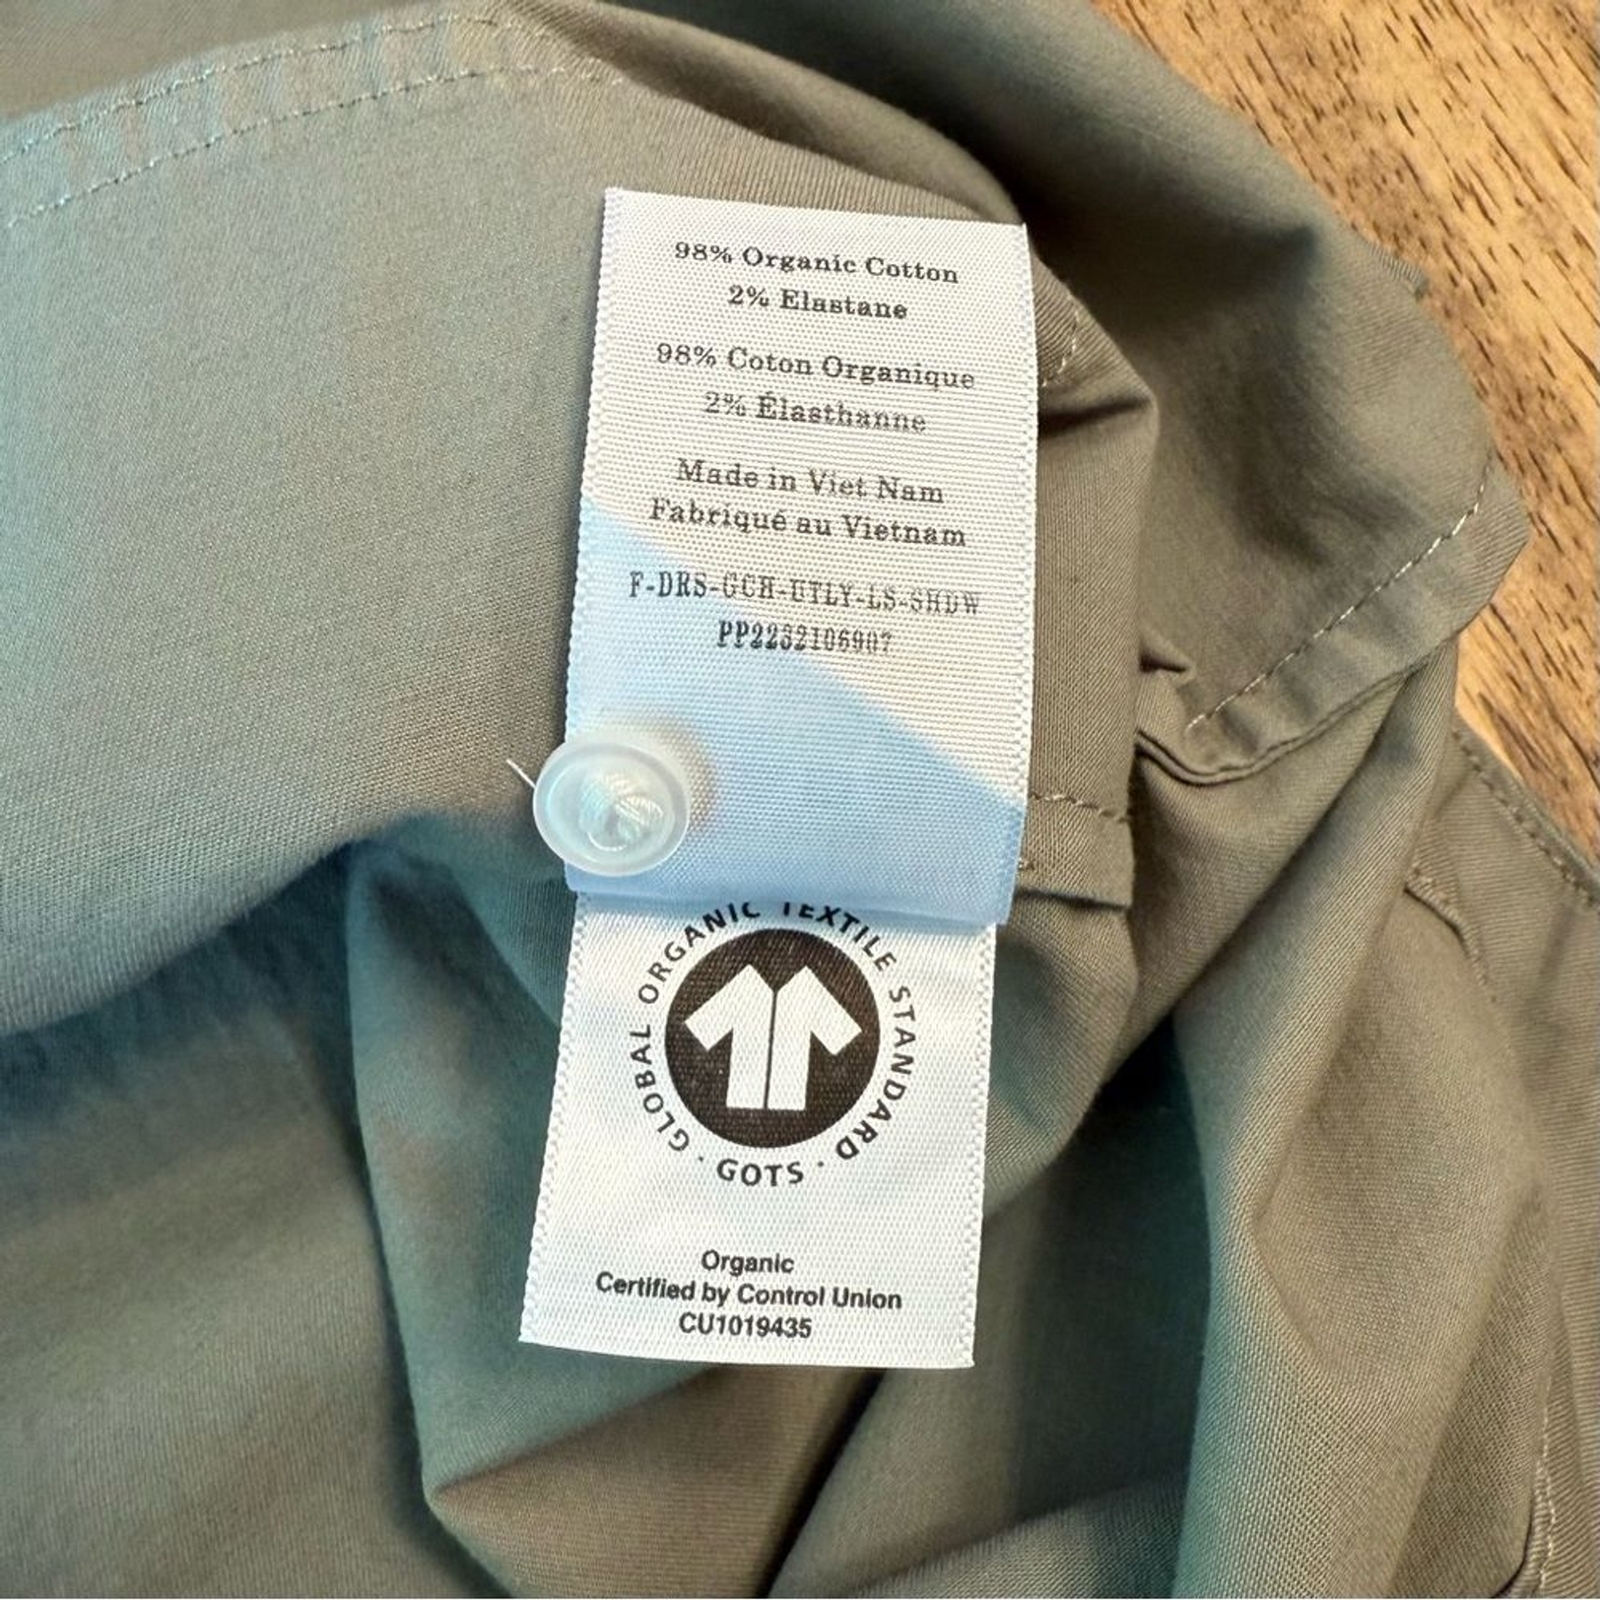 98% Organic Cotton
2% Elastane
98% Coton Organique
2% Élasthanne
Made in Viet Nam
Fabriqué au Vietnam
F-DRS-GCH-UTLY-LS-SHDW
PP2232106907
GLOBAL ORGANIC TEXTILE STANDARD · GOTS ·
Organic
Certified by Control Union
CU1019435